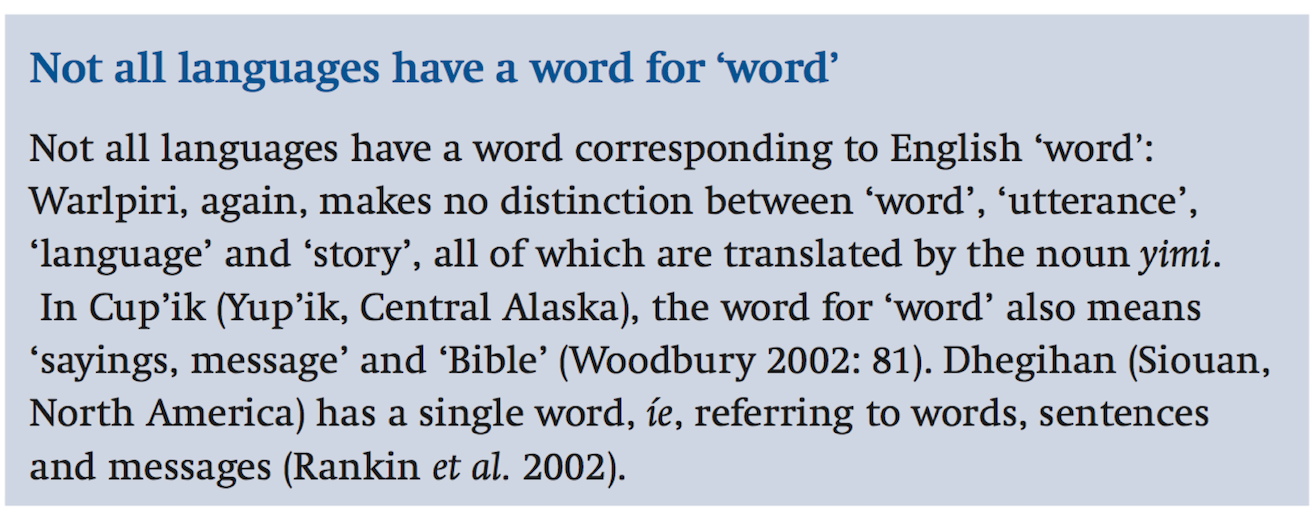 Not all languages have a word for ‘word’
Not all languages have a word corresponding to English ‘word’:
Warlpiri, again, makes no distinction between ‘word’, ‘utterance’,
‘language’ and ‘story’, all of which are translated by the noun yimi.
In Cup’ik (Yup’ik, Central Alaska), the word for ‘word’ also means
‘sayings, message’ and ‘Bible’ (Woodbury 2002: 81). Dhegihan (Siouan,
North America) has a single word, íe, referring to words, sentences
and messages (Rankin et al. 2002).